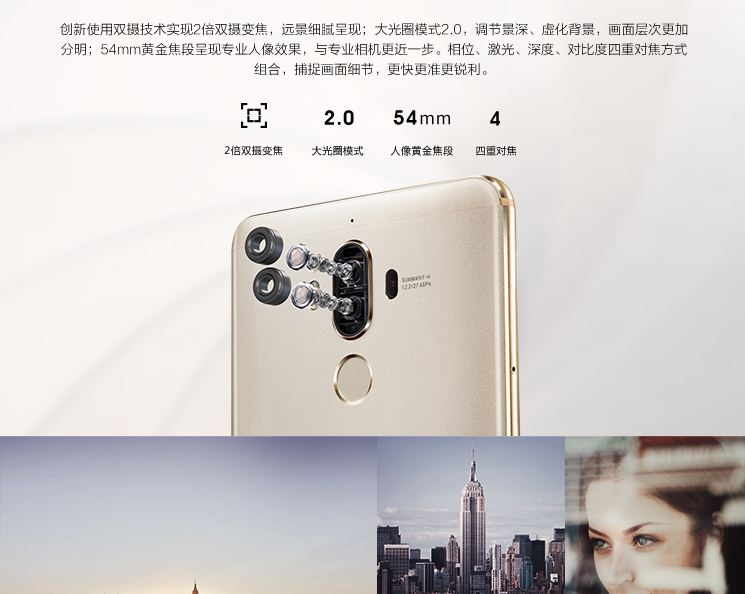 创新使用双摄技术实现2倍双摄变焦，远景细腻呈现；大光圈模式2.0，调节景深、虚化背景，画面层次更加
分明；54mm黄金焦段呈现专业人像效果，与专业相机更近一步。相位、激光、深度、对比度四重对焦方式
组合，捕捉画面细节，更快更准更锐利。
2.0 54mm 4
2倍双摄变焦 大光圈模式 人像黄金焦段 四重对焦
SUMMARIT-H
1:2.2/27 ASPH